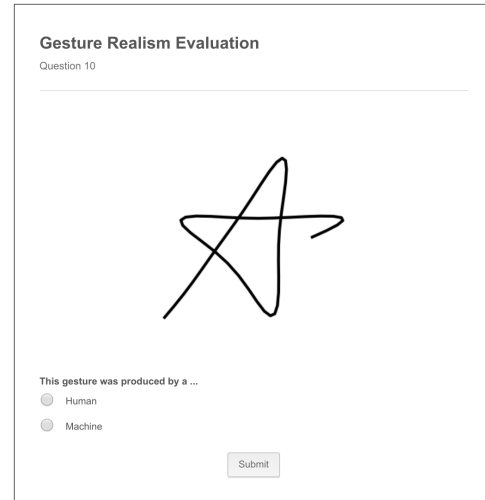 Gesture Realism Evaluation
Question 10
This gesture was produced by a ...
Human
Machine
Submit